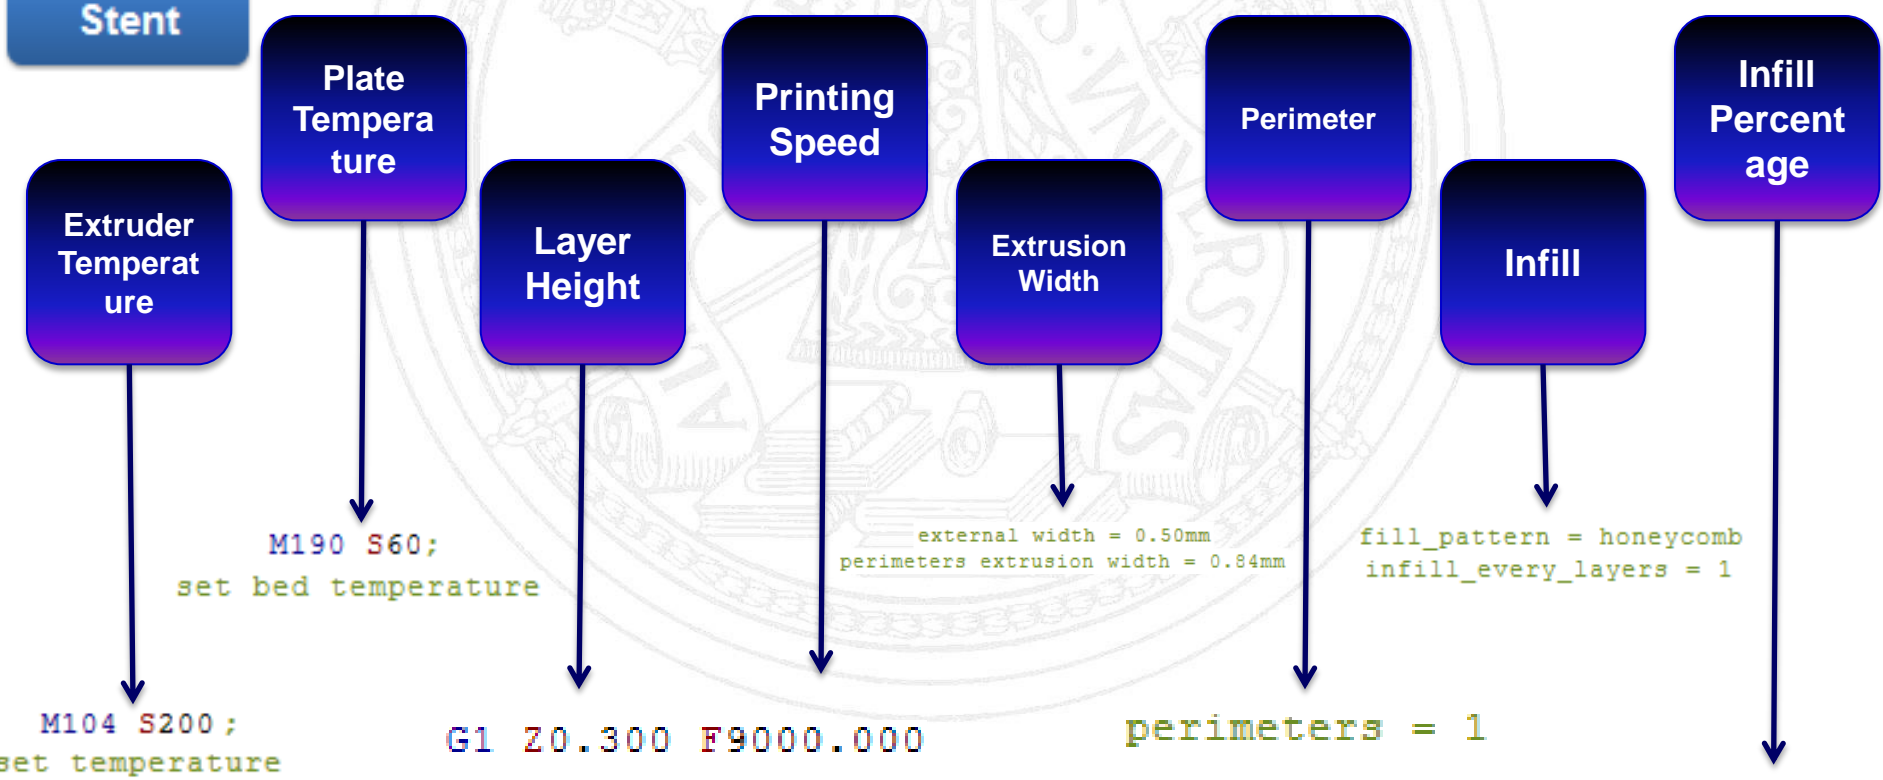 Stent
Plate
Tempera
ture
Printing
Speed
Perimeter
Infill
Percent
age
Extruder
Temperat
ure
Layer
Height
Extrusion
Width
Infill
M190 S60;
set bed temperature
external width = 0.50mm
perimeters extrusion width = 0.84mm
fill_pattern = honeycomb
infill_every_layers = 1
M104 S200;
set temperature
G1 Z0.300 F9000.000
perimeters = 1